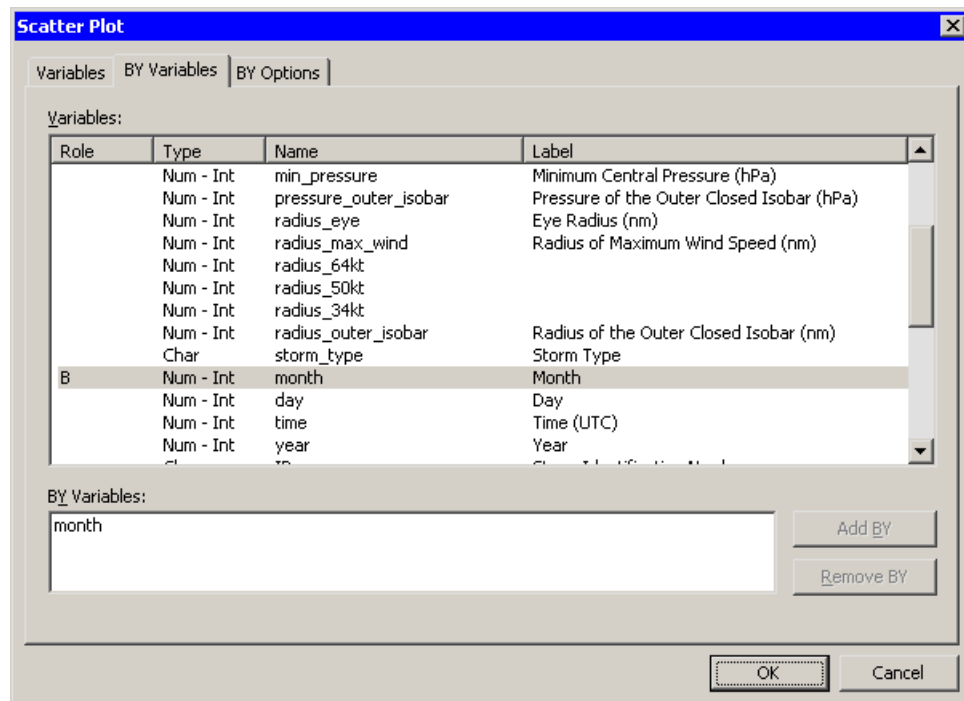 Scatter Plot
Variables BY Variables BY Options
Variables:
Role Type Name Label
Num - Int min_pressure Minimum Central Pressure (hPa)
Num - Int pressure_outer_isobar Pressure of the Outer Closed Isobar (hPa)
Num - Int radius_eye Eye Radius (nm)
Num - Int radius_max_wind Radius of Maximum Wind Speed (nm)
Num - Int radius_64kt
Num - Int radius_50kt
Num - Int radius_34kt
Num - Int radius_outer_isobar Radius of the Outer Closed Isobar (nm)
Char storm_type Storm Type
B Num - Int month Month
Num - Int day Day
Num - Int time Time (UTC)
Num - Int year Year
BY Variables:
month
Add BY
Remove BY
OK Cancel